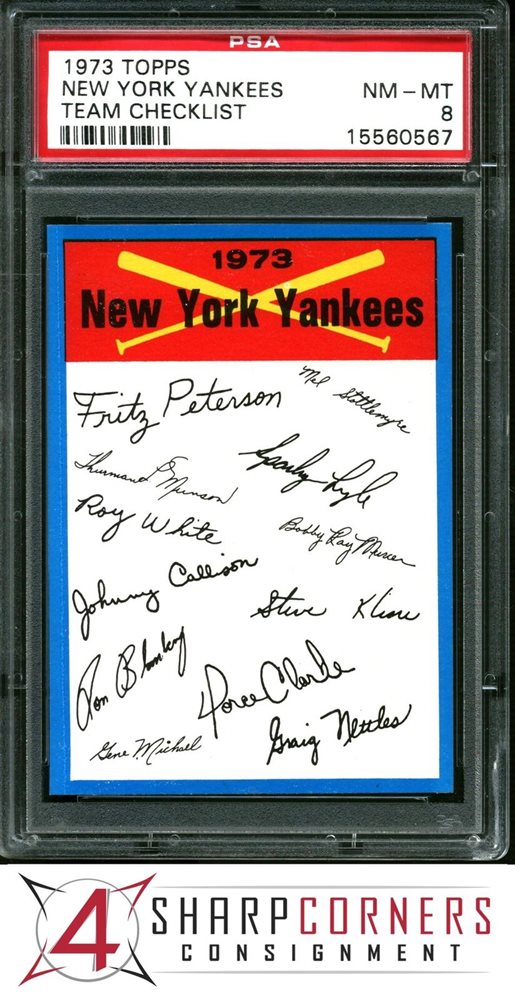 PSA
1973 TOPPS
NEW YORK YANKEES NM-MT
TEAM CHECKLIST 8
15560567
1973
New York Yankees
Fritz Peterson
Mel Stottlemyre
Thurman L Munson
Sparky Lyle
Roy White
Bobby Ray Murcer
Johnny Callison
Steve Kline
Ron Blomberg
Horace Clarke
Gene Michael
Graig Nettles
4
SHARPCORNERS
CONSIGNMENT